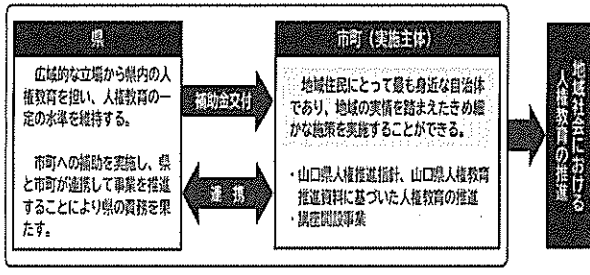 県
広域的な立場から県内の人
権教育を担い、人権教育の一
定の水準を維持する。
市町への補助を実施し、県
と市町が連携して事業を推進
することにより県の責務を果
たす。
補助金交付
連携
市町（実施主体）
地域住民にとって最も身近な自治体
であり、地域の実情を踏まえたきめ細
かな施策を実施することができる。
・山口県人権推進指針、山口県人権教育
推進資料に基づいた人権教育の推進
・講座開設事業
地域社会における
人権教育の推進